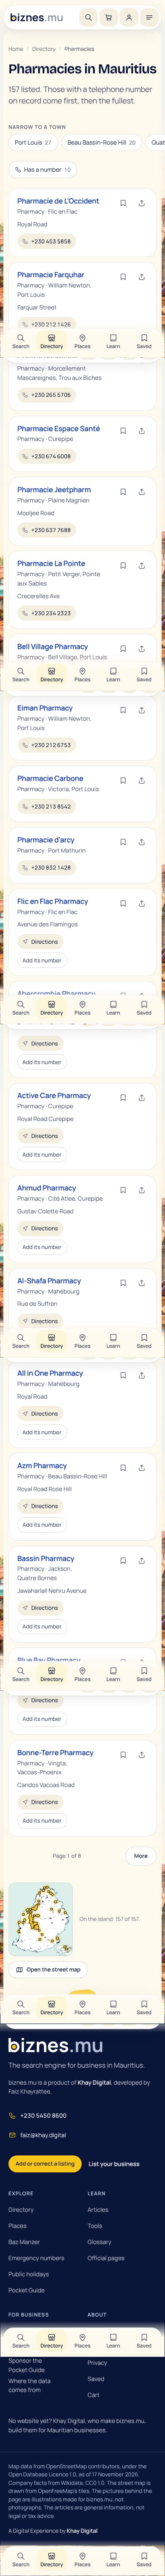 biznes.mu
Home / Directory / Pharmacies
Pharmacies in Mauritius
157 listed. Those with a telephone number
you can reach come first, then the fullest.
NARROW TO A TOWN
Port Louis 27
Beau Bassin-Rose Hill 20
Has a number 10
Pharmacie de L'Occident
Pharmacy · Flic en Flac
Royal Road
+230 453 5858
Pharmacie Farquhar
Pharmacy · William Newton,
Port Louis
Farquar Street
+230 212 1426
Search Directory Places Learn Saved
Pharmacy · Morcellement
Mascareignes, Trou aux Biches
+230 265 5706
Pharmacie Espace Santé
Pharmacy · Curepipe
+230 674 6008
Pharmacie Jeetpharm
Pharmacy · Plaine Magnien
Mooljee Road
+230 637 7688
Pharmacie La Pointe
Pharmacy · Petit Verger, Pointe
aux Sables
Crecerelles Ave
+230 234 2323
Bell Village Pharmacy
Pharmacy · Bell Village, Port Louis
Search Directory Places Learn Saved
Eiman Pharmacy
Pharmacy · William Newton,
Port Louis
+230 212 6753
Pharmacie Carbone
Pharmacy · Victoria, Port Louis
+230 213 8542
Pharmacie d'arcy
Pharmacy · Port Mathurin
+230 832 1428
Flic en Flac Pharmacy
Pharmacy · Flic en Flac
Avenue des Flamingos
Directions
Add its number
Abercrombie Pharmacy
Search Directory Places Learn Saved
Directions
Add its number
Active Care Pharmacy
Pharmacy · Curepipe
Royal Road Curepipe
Directions
Add its number
Ahmud Pharmacy
Pharmacy · Cité Atlee, Curepipe
Gustav Colette Road
Directions
Add its number
Al-Shafa Pharmacy
Pharmacy · Mahébourg
Rue de Suffren
Directions
Search Directory Places Learn Saved
All in One Pharmacy
Pharmacy · Mahébourg
Royal Road
Directions
Add its number
Azm Pharmacy
Pharmacy · Beau Bassin-Rose Hill
Royal Road Rose Hill
Directions
Add its number
Bassin Pharmacy
Pharmacy · Jackson,
Quatre Bornes
Jawaharlall Nehru Avenue
Directions
Add its number
Blue Bay Pharmacy
Search Directory Places Learn Saved
Directions
Add its number
Bonne-Terre Pharmacy
Pharmacy · Vingta,
Vacoas-Phoenix
Candos Vacoas Road
Directions
Add its number
Page 1 of 8
More
On the island: 157 of 157.
Open the street map
Search Directory Places Learn Saved
biznes.mu
The search engine for business in Mauritius.
biznes.mu is a product of Khay Digital, developed by
Faiz Khayrattee.
+230 5450 8600
faiz@khay.digital
Add or correct a listing
List your business
EXPLORE
LEARN
Directory
Articles
Places
Tools
Baz Manzer
Glossary
Emergency numbers
Official pages
Public holidays
Pocket Guide
FOR BUSINESS
ABOUT
Search Directory Places Learn Saved
Sponsor the
Pocket Guide
Privacy
Where the data
comes from
Saved
Cart
No website yet? Khay Digital, who make biznes.mu,
build them for Mauritian businesses.
Map data from OpenStreetMap contributors, under the
Open Database Licence 1.0, as of 17 November 2026.
Company facts from Wikidata, CC0 1.0. The street map is
drawn from OpenFreeMap's tiles. The pictures behind the
pages are illustrations made for biznes.mu, not
photographs. The articles are general information, not
legal or tax advice.
A Digital Experience by Khay Digital
Search Directory Places Learn Saved